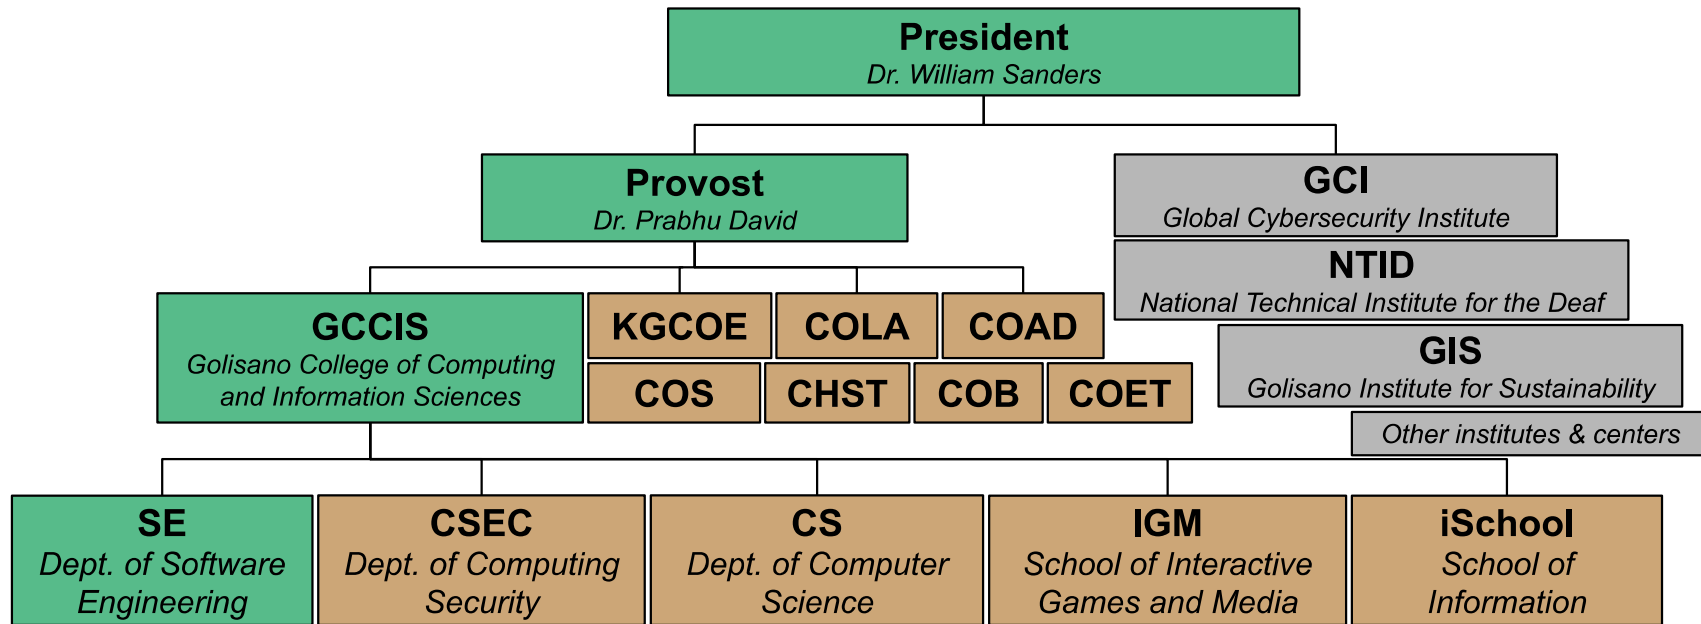 President
Dr. William Sanders
Provost
Dr. Prabhu David
GCI
Global Cybersecurity Institute
NTID
National Technical Institute for the Deaf
GIS
Golisano Institute for Sustainability
Other institutes & centers
GCCIS
Golisano College of Computing
and Information Sciences
KGCOE
COLA
COAD
COS
CHST
COB
COET
SE
Dept. of Software
Engineering
CSEC
Dept. of Computing
Security
CS
Dept. of Computer
Science
IGM
School of Interactive
Games and Media
iSchool
School of
Information